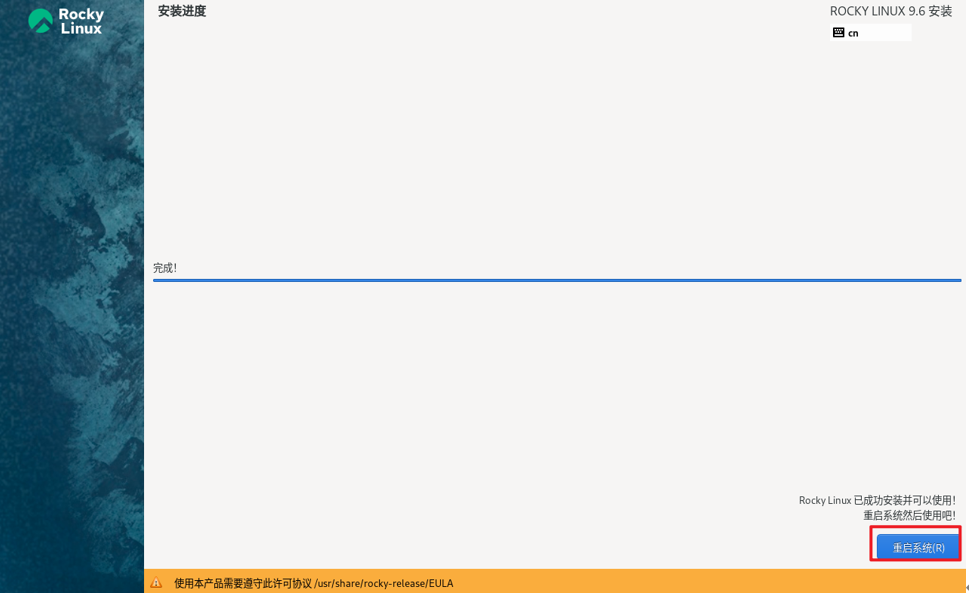 Rocky
Linux
安装进度
ROCKY LINUX 9.6 安装
cn
完成！
Rocky Linux 已成功安装并可以使用！
重启系统然后使用吧！
重启系统(R)
使用本产品需要遵守此许可协议 /usr/share/rocky-release/EULA